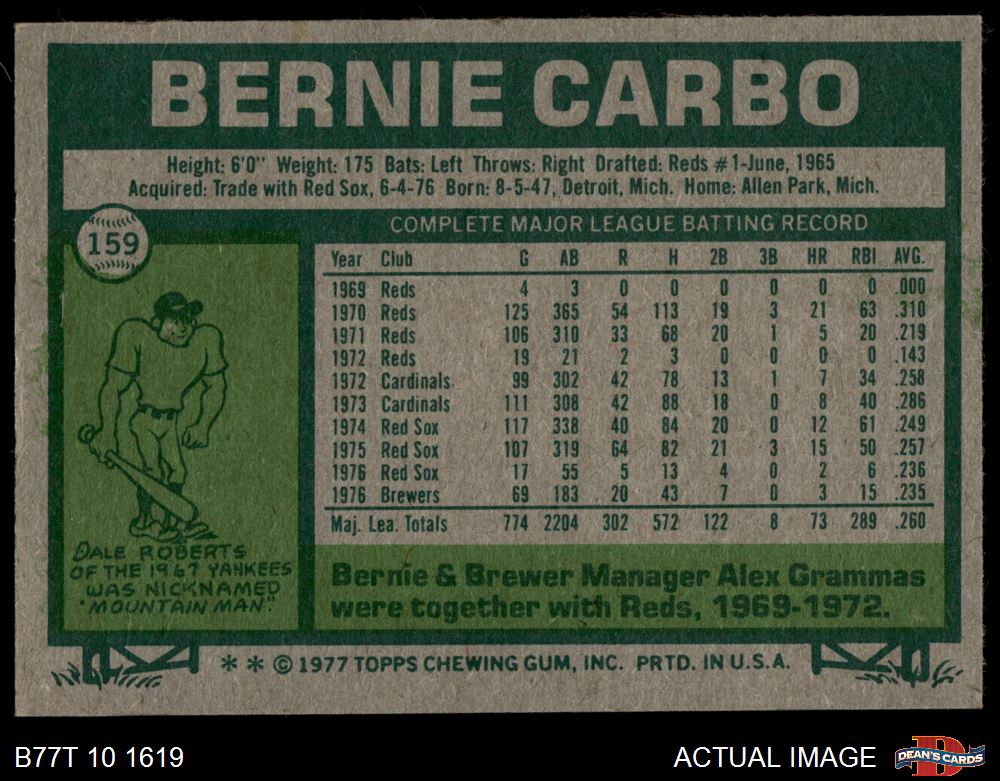 BERNIE CARBO
Height: 6'0" Weight: 175 Bats: Left Throws: Right Drafted: Reds #1-June, 1965
Acquired: Trade with Red Sox, 6-4-76 Born: 8-5-47, Detroit, Mich. Home: Allen Park, Mich.
159
COMPLETE MAJOR LEAGUE BATTING RECORD
Year Club G AB R H 2B 3B HR RBI AVG.
1969 Reds 4 3 0 0 0 0 0 0 .000
1970 Reds 125 365 54 113 19 3 21 63 .310
1971 Reds 106 310 33 68 20 1 5 20 .219
1972 Reds 19 21 2 3 0 0 0 0 .143
1972 Cardinals 99 302 42 78 13 1 7 34 .258
1973 Cardinals 111 308 42 88 18 0 8 40 .286
1974 Red Sox 117 338 40 84 20 0 12 61 .249
1975 Red Sox 107 319 64 82 21 3 15 50 .257
1976 Red Sox 17 55 5 13 4 0 2 6 .236
1976 Brewers 69 183 20 43 7 0 3 15 .235
Maj. Lea. Totals 774 2204 302 572 122 8 73 289 .260
DALE ROBERTS
OF THE 1967 YANKEES
WAS NICKNAMED
"MOUNTAIN MAN."
Bernie & Brewer Manager Alex Grammas
were together with Reds, 1969-1972.
* * © 1977 TOPPS CHEWING GUM, INC. PRTD. IN U.S.A.
B77T 10 1619
ACTUAL IMAGE
D
DEAN'S CARDS